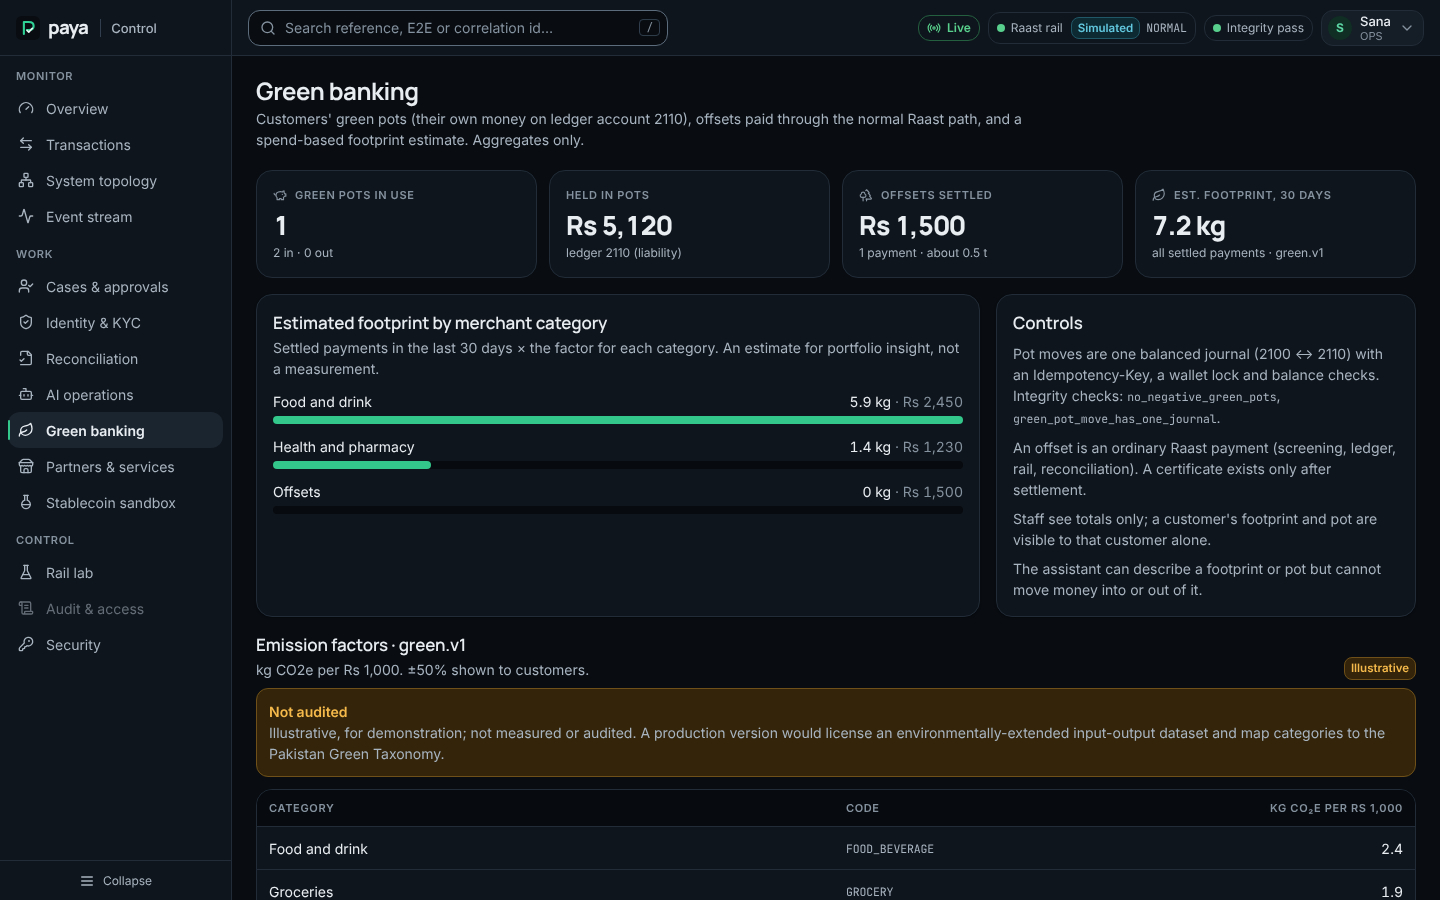 paya
Control
Search reference, E2E or correlation id...
/
Live
Raast rail
Simulated
NORMAL
Integrity pass
S
Sana
OPS
MONITOR
Overview
Transactions
System topology
Event stream
WORK
Cases & approvals
Identity & KYC
Reconciliation
AI operations
Green banking
Partners & services
Stablecoin sandbox
CONTROL
Rail lab
Audit & access
Security
Collapse
Green banking
Customers' green pots (their own money on ledger account 2110), offsets paid through the normal Raast path, and a
spend-based footprint estimate. Aggregates only.
GREEN POTS IN USE
1
2 in · 0 out
HELD IN POTS
Rs 5,120
ledger 2110 (liability)
OFFSETS SETTLED
Rs 1,500
1 payment · about 0.5 t
EST. FOOTPRINT, 30 DAYS
7.2 kg
all settled payments · green.v1
Estimated footprint by merchant category
Settled payments in the last 30 days × the factor for each category. An estimate for portfolio insight, not
a measurement.
Food and drink 5.9 kg · Rs 2,450
Health and pharmacy 1.4 kg · Rs 1,230
Offsets 0 kg · Rs 1,500
Controls
Pot moves are one balanced journal (2100 ↔ 2110) with
an Idempotency-Key, a wallet lock and balance checks.
Integrity checks: no_negative_green_pots,
green_pot_move_has_one_journal.
An offset is an ordinary Raast payment (screening, ledger,
rail, reconciliation). A certificate exists only after
settlement.
Staff see totals only; a customer's footprint and pot are
visible to that customer alone.
The assistant can describe a footprint or pot but cannot
move money into or out of it.
Emission factors · green.v1
kg CO2e per Rs 1,000. ±50% shown to customers.
Illustrative
Not audited
Illustrative, for demonstration; not measured or audited. A production version would license an environmentally-extended input-output dataset and map categories to the
Pakistan Green Taxonomy.
CATEGORY CODE KG CO₂E PER RS 1,000
Food and drink FOOD_BEVERAGE 2.4
Groceries GROCERY 1.9